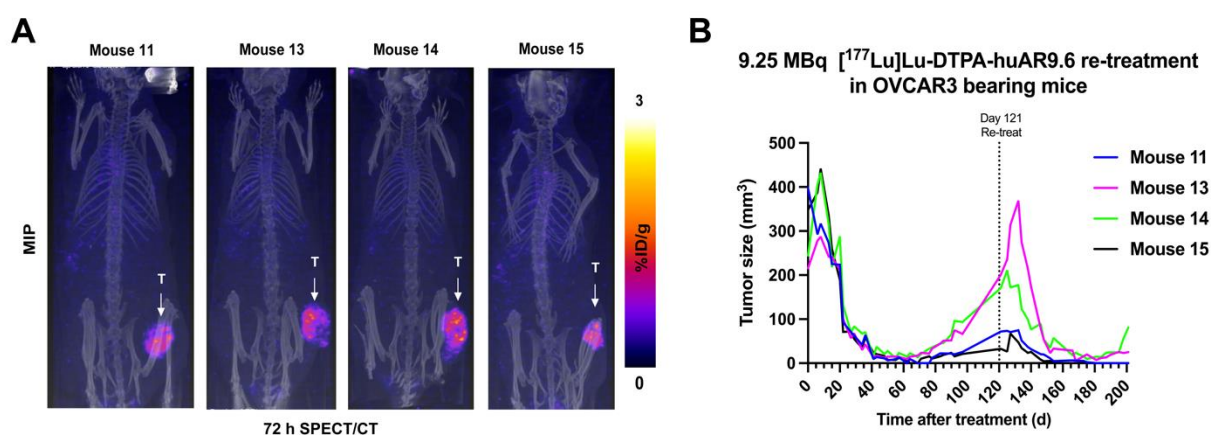 A
Mouse 11
Mouse 13
Mouse 14
Mouse 15
MIP
T
T
T
T
3
%ID/g
0
72 h SPECT/CT
B
9.25 MBq [¹⁷⁷Lu]Lu-DTPA-huAR9.6 re-treatment
in OVCAR3 bearing mice
Day 121
Re-treat
Tumor size (mm³)
500
400
300
200
100
0
0
20
40
60
80
100
120
140
160
180
200
Time after treatment (d)
Mouse 11
Mouse 13
Mouse 14
Mouse 15